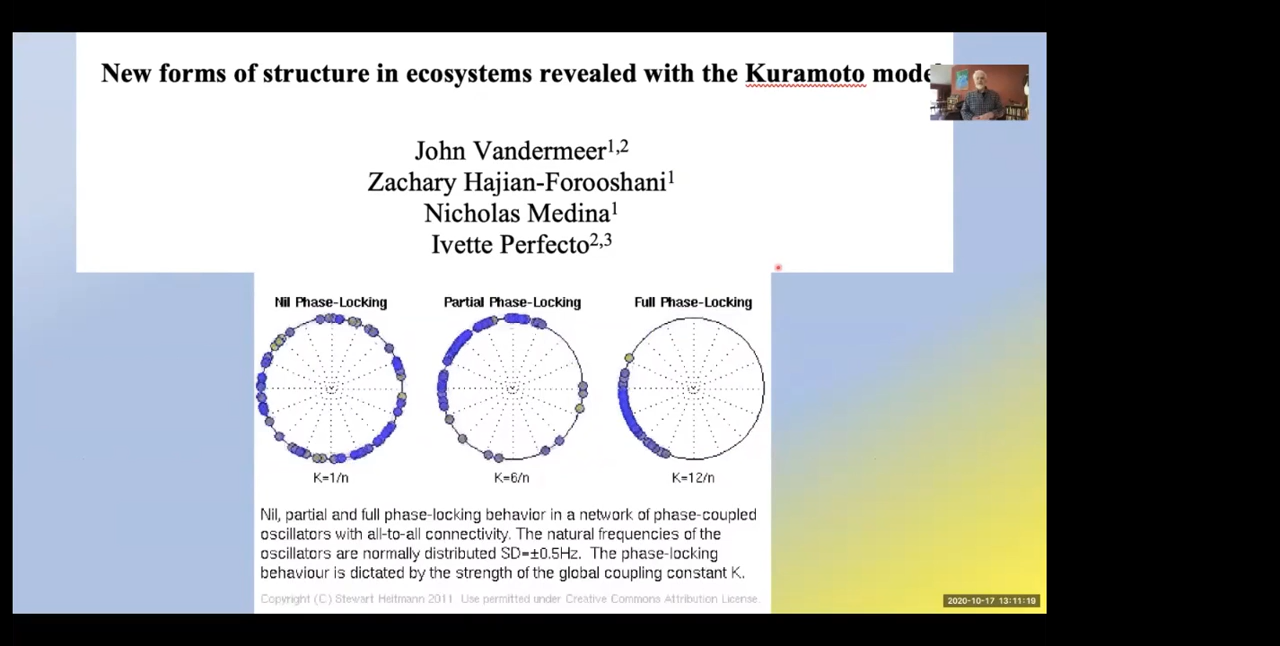 New forms of structure in ecosystems revealed with the Kuramoto mode
John Vandermeer1,2
Zachary Hajian-Forooshani1
Nicholas Medina1
Ivette Perfecto2,3
Nil Phase-Locking
Partial Phase-Locking
Full Phase-Locking
K=1/n
K=6/n
K=12/n
Nil, partial and full phase-locking behavior in a network of phase-coupled
oscillators with all-to-all connectivity. The natural frequencies of the
oscillators are normally distributed SD=±0.5Hz. The phase-locking
behaviour is dictated by the strength of the global coupling constant K.
Copyright (C) Stewart Heitmann 2011. Use permitted under Creative Commons Attribution License.
2020-10-17 13:11:19